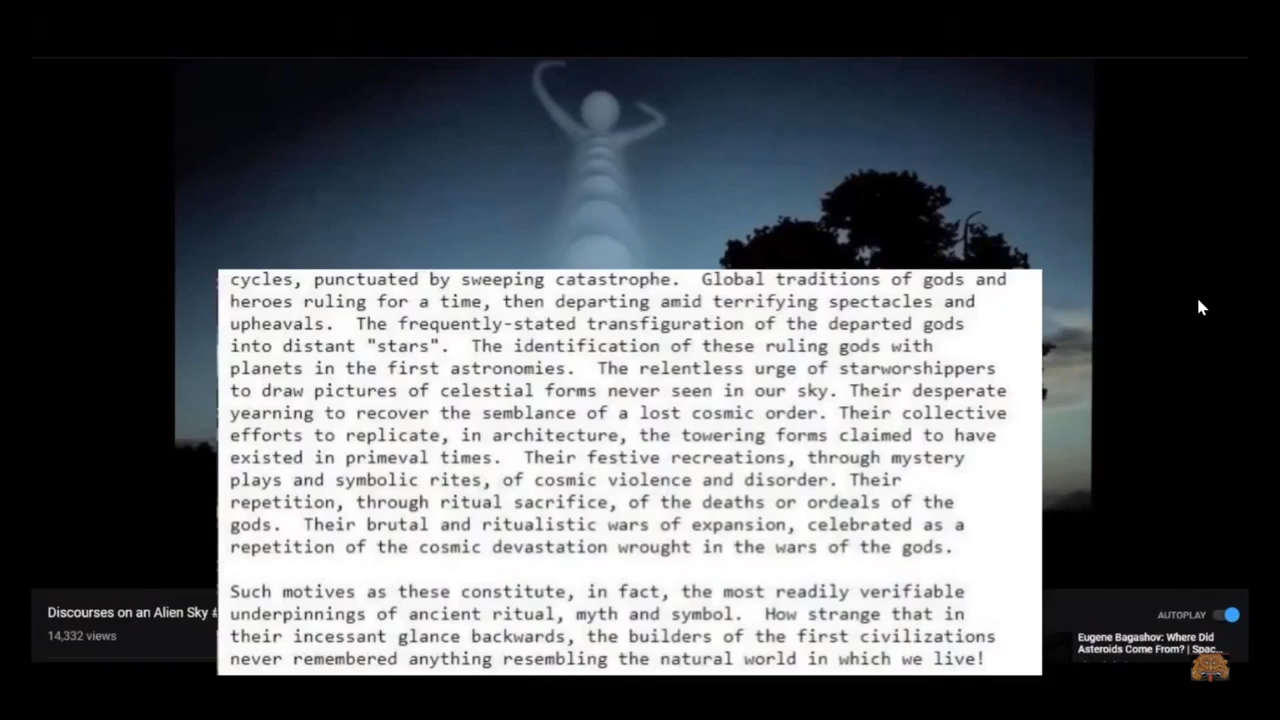 cycles, punctuated by sweeping catastrophe.  Global traditions of gods and
heroes ruling for a time, then departing amid terrifying spectacles and
upheavals.  The frequently-stated transfiguration of the departed gods
into distant "stars".  The identification of these ruling gods with
planets in the first astronomies.  The relentless urge of starworshippers
to draw pictures of celestial forms never seen in our sky. Their desperate
yearning to recover the semblance of a lost cosmic order. Their collective
efforts to replicate, in architecture, the towering forms claimed to have
existed in primeval times.  Their festive recreations, through mystery
plays and symbolic rites, of cosmic violence and disorder. Their
repetition, through ritual sacrifice, of the deaths or ordeals of the
gods.  Their brutal and ritualistic wars of expansion, celebrated as a
repetition of the cosmic devastation wrought in the wars of the gods.
Such motives as these constitute, in fact, the most readily verifiable
underpinnings of ancient ritual, myth and symbol.  How strange that in
their incessant glance backwards, the builders of the first civilizations
never remembered anything resembling the natural world in which we live!
Discourses on an Alien Sky #
14,332 views
AUTOPLAY
Eugene Bagashov: Where Did
Asteroids Come From? | Spac...